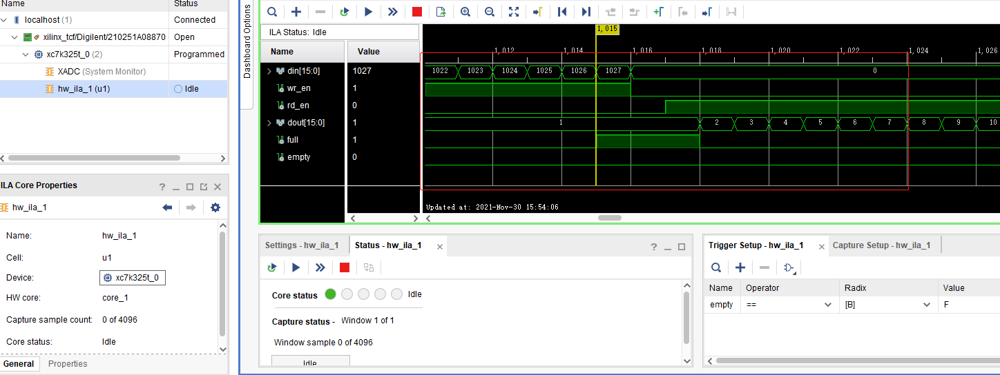 Name Status
localhost (1) Connected
xilinx_tcf/Digilent/210251A08870 Open
xc7k325t_0 (2) Programmed
XADC (System Monitor)
hw_ila_1 (u1) Idle
ILA Core Properties
hw_ila_1
Name: hw_ila_1
Cell: u1
Device: xc7k325t_0
HW core: core_1
Capture sample count: 0 of 4096
Core status: Idle
General Properties
Dashboard Options
ILA Status: Idle
Name Value
1,015
1,012 1,014 1,016 1,018 1,020 1,022 1,024 1,026
din[15:0] 1027 1022 1023 1024 1025 1026 1027 0
wr_en 1
rd_en 0
dout[15:0] 1 1 2 3 4 5 6 7 8 9 10
full 1
empty 0
Updated at: 2021-Nov-30 15:54:06
Settings - hw_ila_1 Status - hw_ila_1
Core status Idle
Capture status - Window 1 of 1
Window sample 0 of 4096
Idle
Trigger Setup - hw_ila_1 Capture Setup - hw_ila_1
Name Operator Radix Value
empty == [B] F